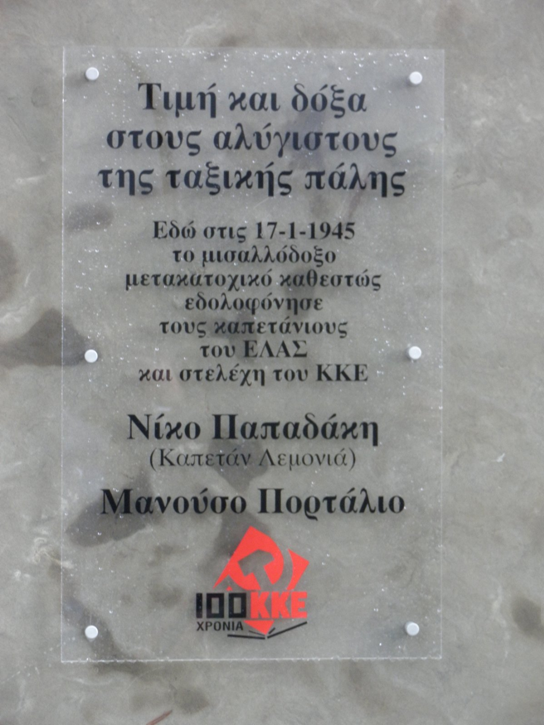 Τιμή και δόξα
στους αλύγιστους
της ταξικής πάλης
Εδώ στις 17-1-1945
το μισαλλόδοξο
μετακατοχικό καθεστώς
εδολοφόνησε
τους καπετάνιους
του ΕΛΑΣ
και στελέχη του ΚΚΕ
Νίκο Παπαδάκη
(Καπετάν Λεμονιά)
Μανούσο Πορτάλιο
100 ΚΚΕ
ΧΡΟΝΙΑ